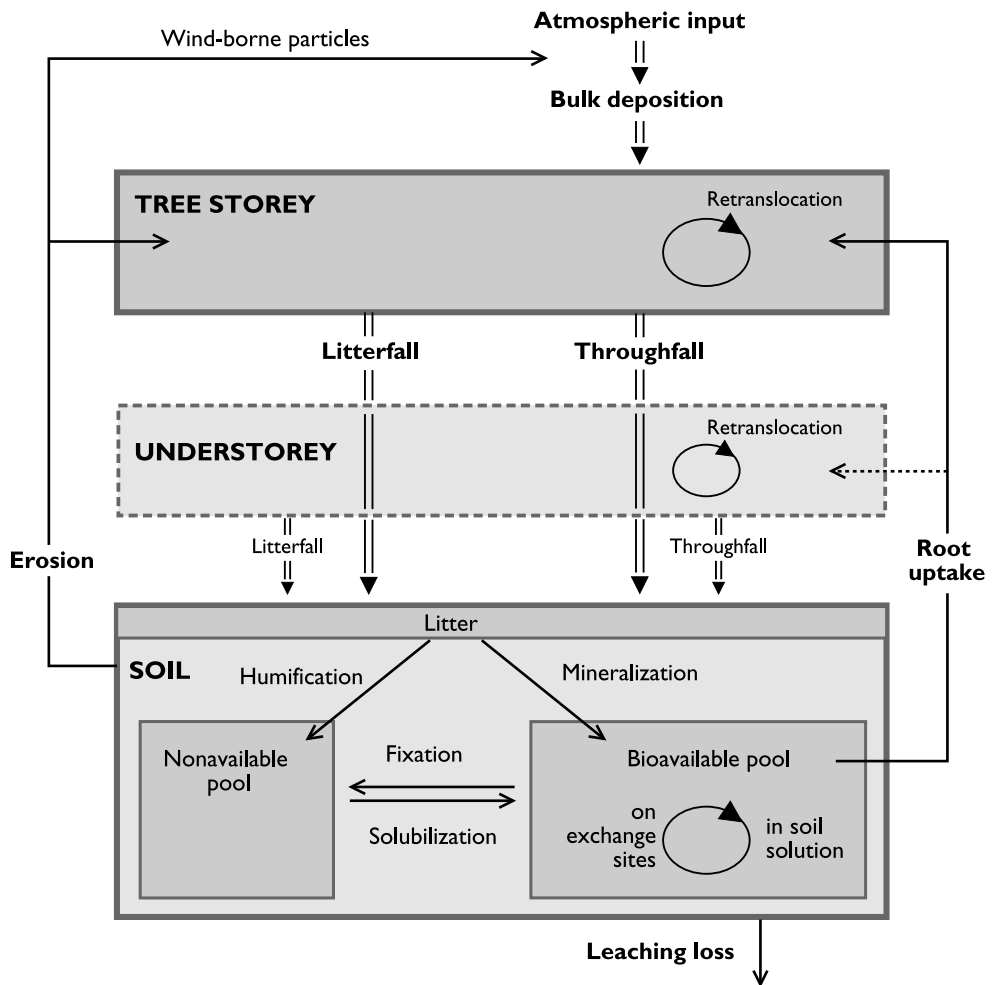 Atmospheric input
Wind-borne particles
Bulk deposition
TREE STOREY
Retranslocation
Litterfall
Throughfall
UNDERSTOREY
Retranslocation
Litterfall
Throughfall
Erosion
Root
uptake
Litter
SOIL
Humification
Mineralization
Nonavailable
pool
Fixation
Solubilization
Bioavailable pool
on
exchange
sites
in soil
solution
Leaching loss